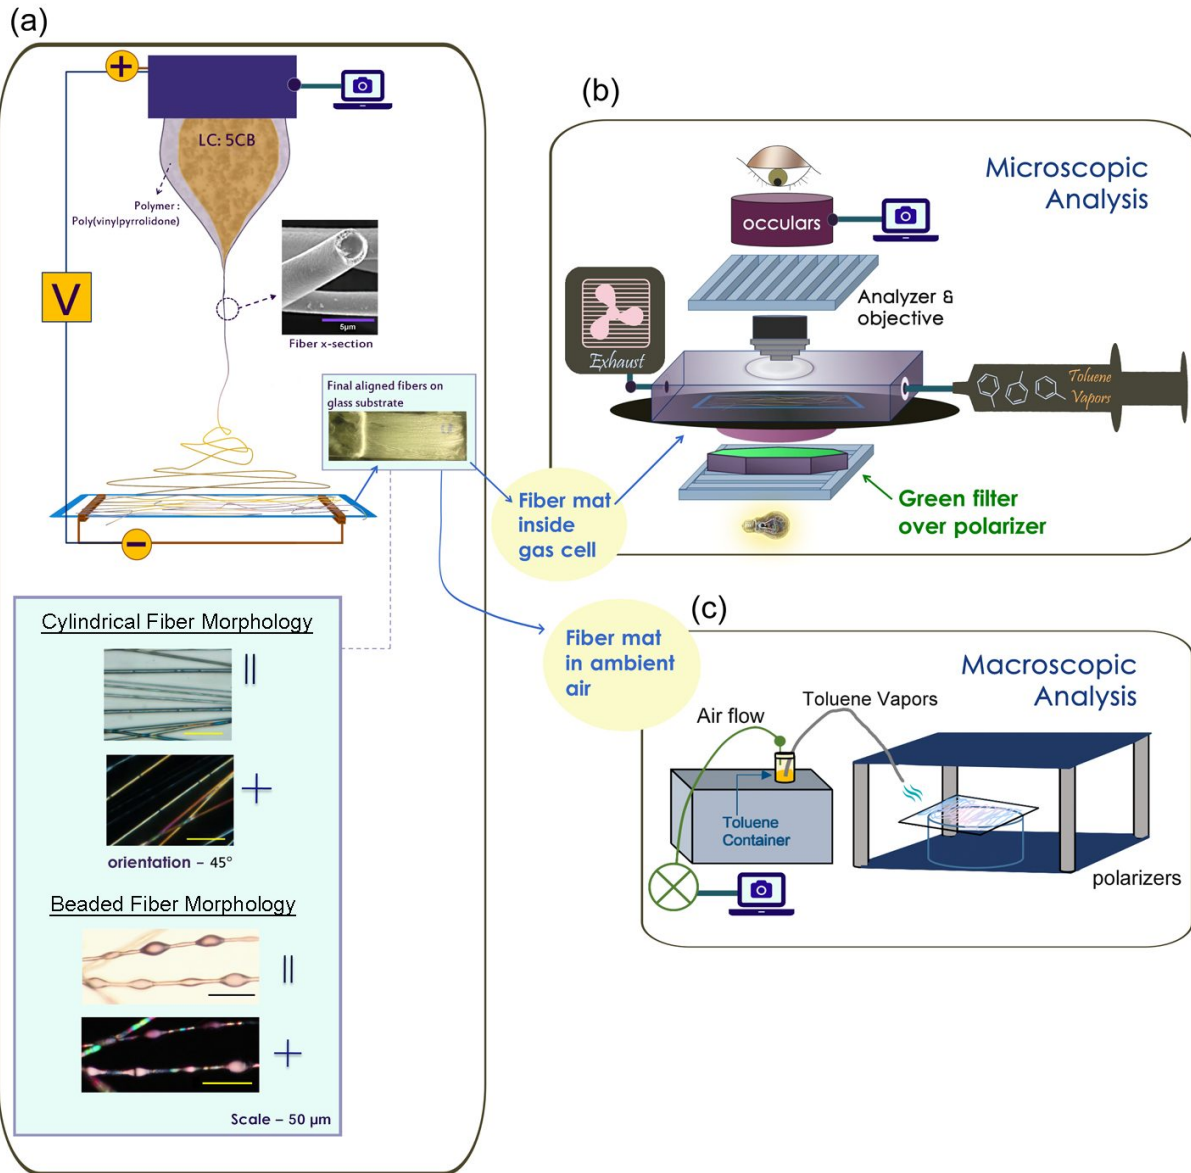 (a)
+
LC: 5CB
Polymer :
Poly(vinylpyrrolidone)
V
5µm
Fiber x-section
Final aligned fibers on
glass substrate
−
Cylindrical Fiber Morphology
||
+
orientation – 45°
Beaded Fiber Morphology
||
+
Scale – 50 µm
(b)
Microscopic
Analysis
occulars
Analyzer &
objective
Exhaust
Toluene
Vapors
Green filter
over polarizer
Fiber mat
inside
gas cell
Fiber mat
in ambient
air
(c)
Macroscopic
Analysis
Air flow
Toluene Vapors
Toluene
Container
polarizers